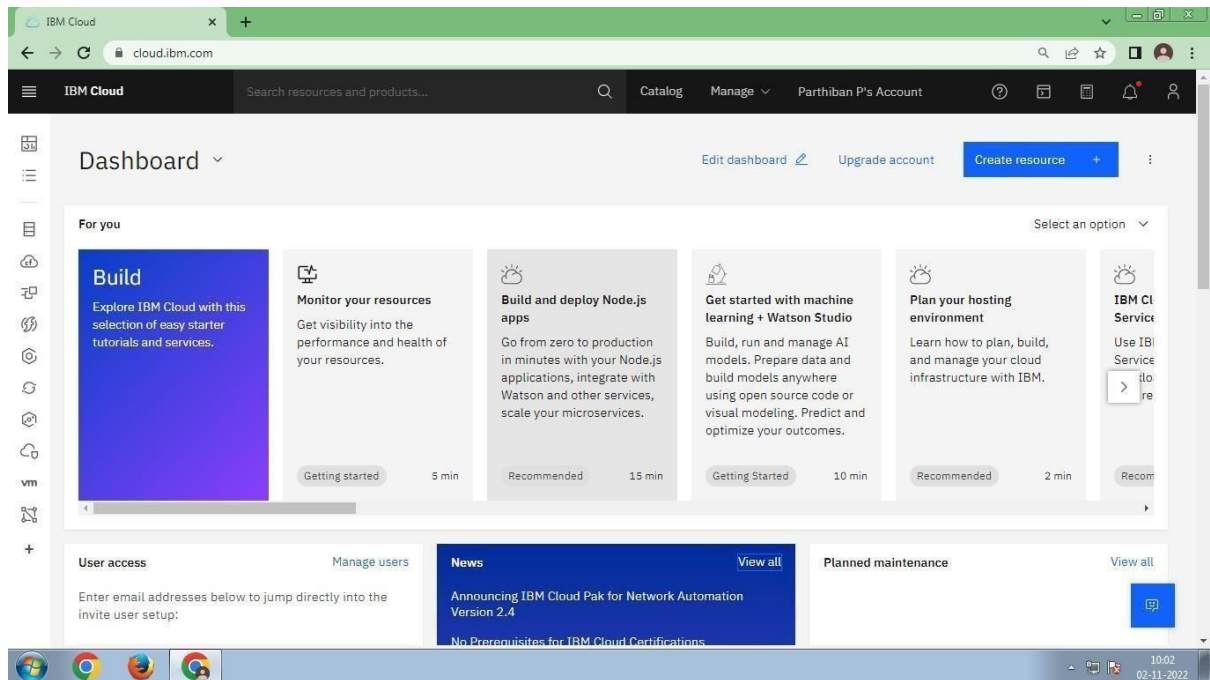 IBM Cloud
cloud.ibm.com
IBM Cloud
Search resources and products...
Catalog
Manage
Parthiban P's Account
Dashboard
Edit dashboard
Upgrade account
Create resource +
For you
Select an option
Build
Explore IBM Cloud with this
selection of easy starter
tutorials and services.
Monitor your resources
Get visibility into the
performance and health of
your resources.
Getting started
5 min
Build and deploy Node.js
apps
Go from zero to production
in minutes with your Node.js
applications, integrate with
Watson and other services,
scale your microservices.
Recommended
15 min
Get started with machine
learning + Watson Studio
Build, run and manage AI
models. Prepare data and
build models anywhere
using open source code or
visual modeling. Predict and
optimize your outcomes.
Getting Started
10 min
Plan your hosting
environment
Learn how to plan, build,
and manage your cloud
infrastructure with IBM.
Recommended
2 min
IBM Cl
Service
Use IB
Service
Recom
vm
User access
Manage users
Enter email addresses below to jump directly into the
invite user setup:
News
View all
Announcing IBM Cloud Pak for Network Automation
Version 2.4
No Prerequisites for IBM Cloud Certifications
Planned maintenance
View all
10:02
02-11-2022